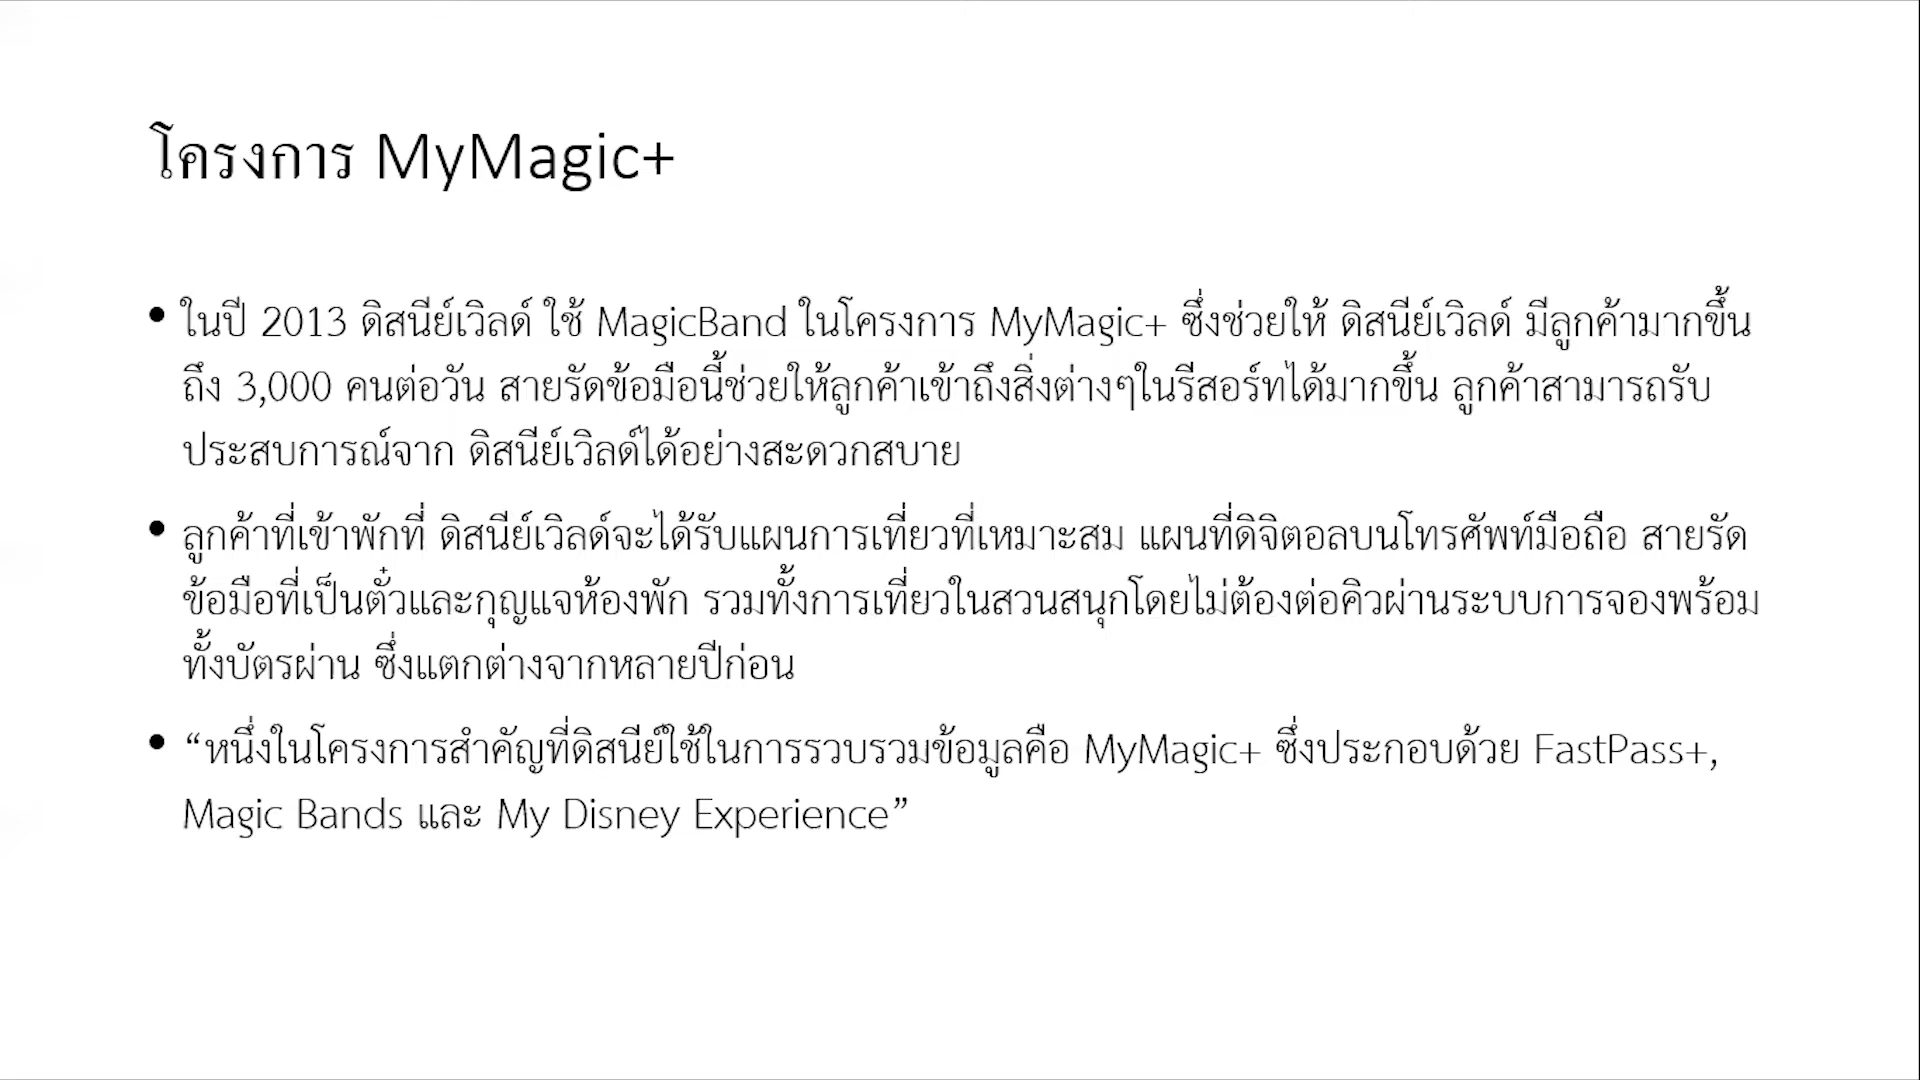 โครงการ MyMagic+
• ในปี 2013 ดิสนีย์เวิลด์ ใช้ MagicBand ในโครงการ MyMagic+ ซึ่งช่วยให้ ดิสนีย์เวิลด์ มีลูกค้ามากขึ้น
ถึง 3,000 คนต่อวัน สายรัดข้อมือนี้ช่วยให้ลูกค้าเข้าถึงสิ่งต่างๆในรีสอร์ทได้มากขึ้น ลูกค้าสามารถรับ
ประสบการณ์จาก ดิสนีย์เวิลด์ได้อย่างสะดวกสบาย
• ลูกค้าที่เข้าพักที่ ดิสนีย์เวิลด์จะได้รับแผนการเที่ยวที่เหมาะสม แผนที่ดิจิตอลบนโทรศัพท์มือถือ สายรัด
ข้อมือที่เป็นตั๋วและกุญแจห้องพัก รวมทั้งการเที่ยวในสวนสนุกโดยไม่ต้องต่อคิวผ่านระบบการจองพร้อม
ทั้งบัตรผ่าน ซึ่งแตกต่างจากหลายปีก่อน
• “หนึ่งในโครงการสำคัญที่ดิสนีย์ใช้ในการรวบรวมข้อมูลคือ MyMagic+ ซึ่งประกอบด้วย FastPass+,
Magic Bands และ My Disney Experience”